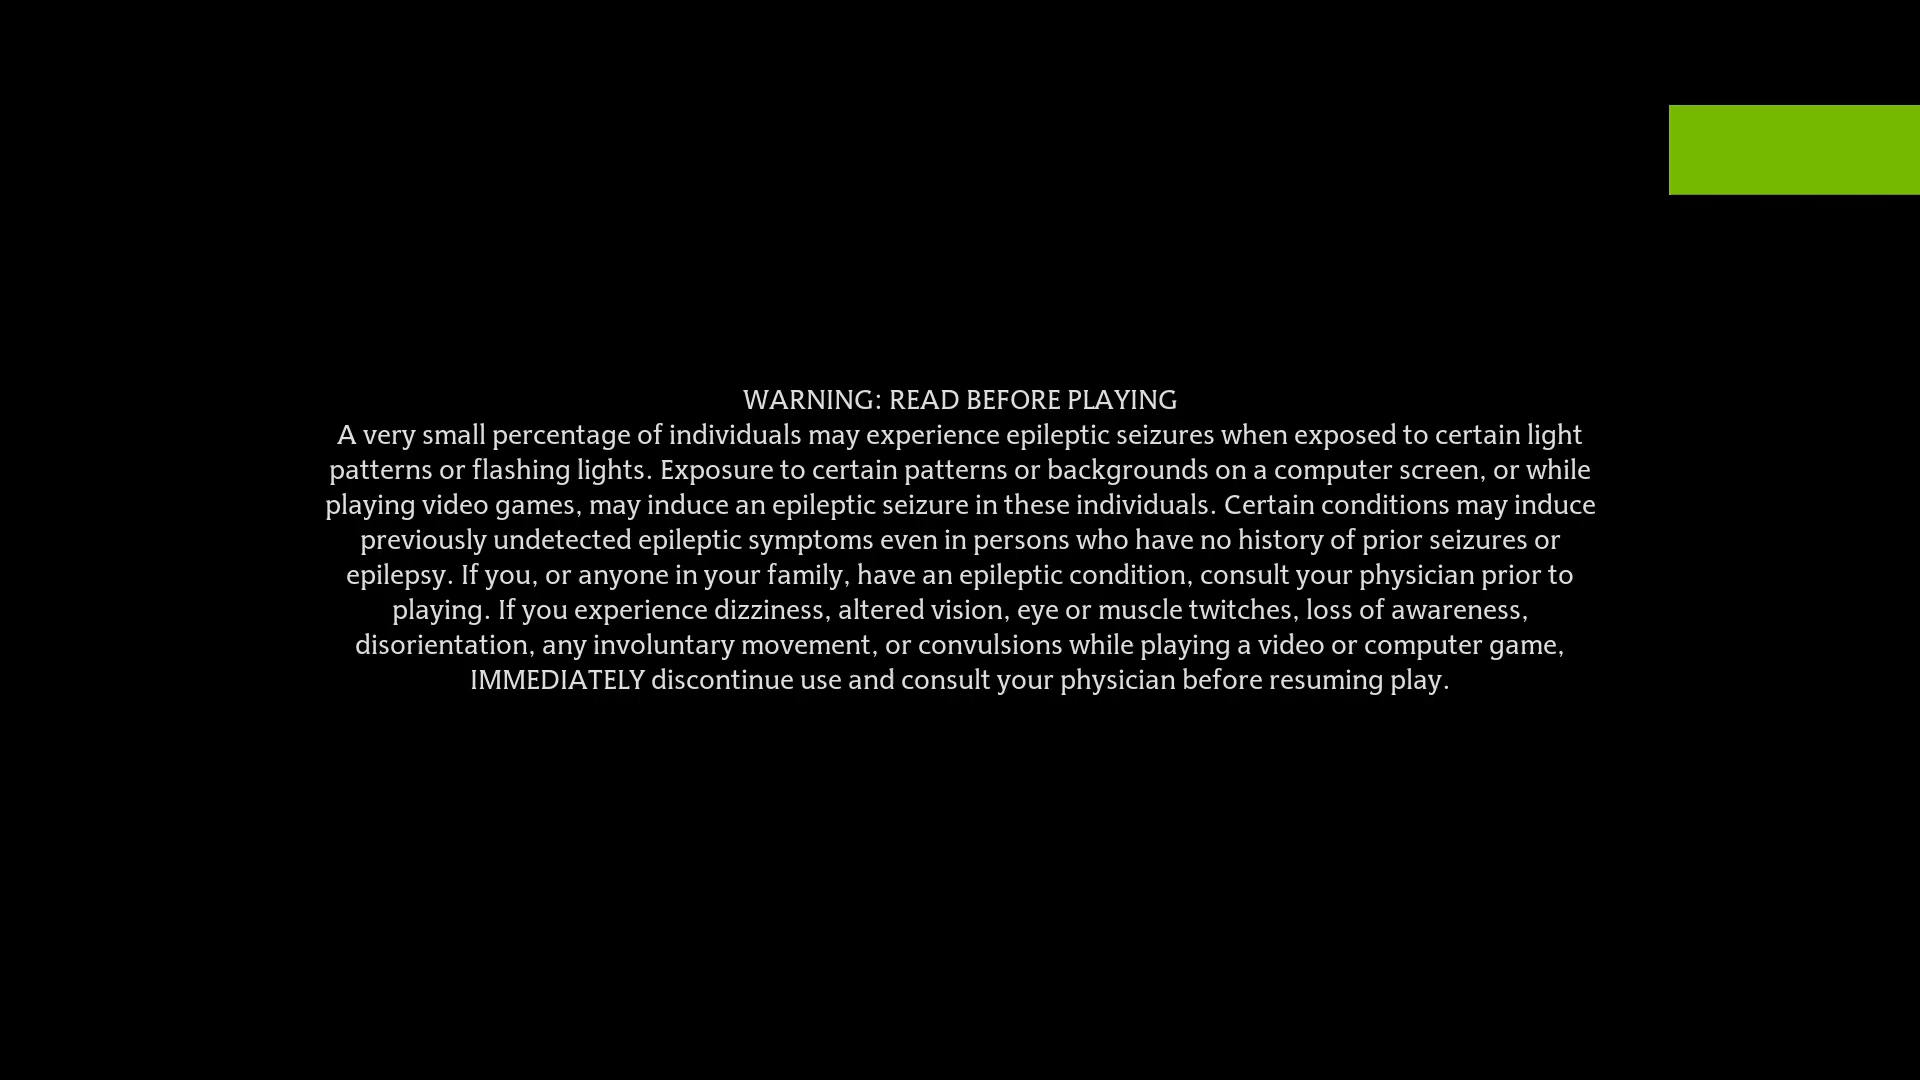 WARNING: READ BEFORE PLAYING
A very small percentage of individuals may experience epileptic seizures when exposed to certain light
patterns or flashing lights. Exposure to certain patterns or backgrounds on a computer screen, or while
playing video games, may induce an epileptic seizure in these individuals. Certain conditions may induce
previously undetected epileptic symptoms even in persons who have no history of prior seizures or
epilepsy. If you, or anyone in your family, have an epileptic condition, consult your physician prior to
playing. If you experience dizziness, altered vision, eye or muscle twitches, loss of awareness,
disorientation, any involuntary movement, or convulsions while playing a video or computer game,
IMMEDIATELY discontinue use and consult your physician before resuming play.